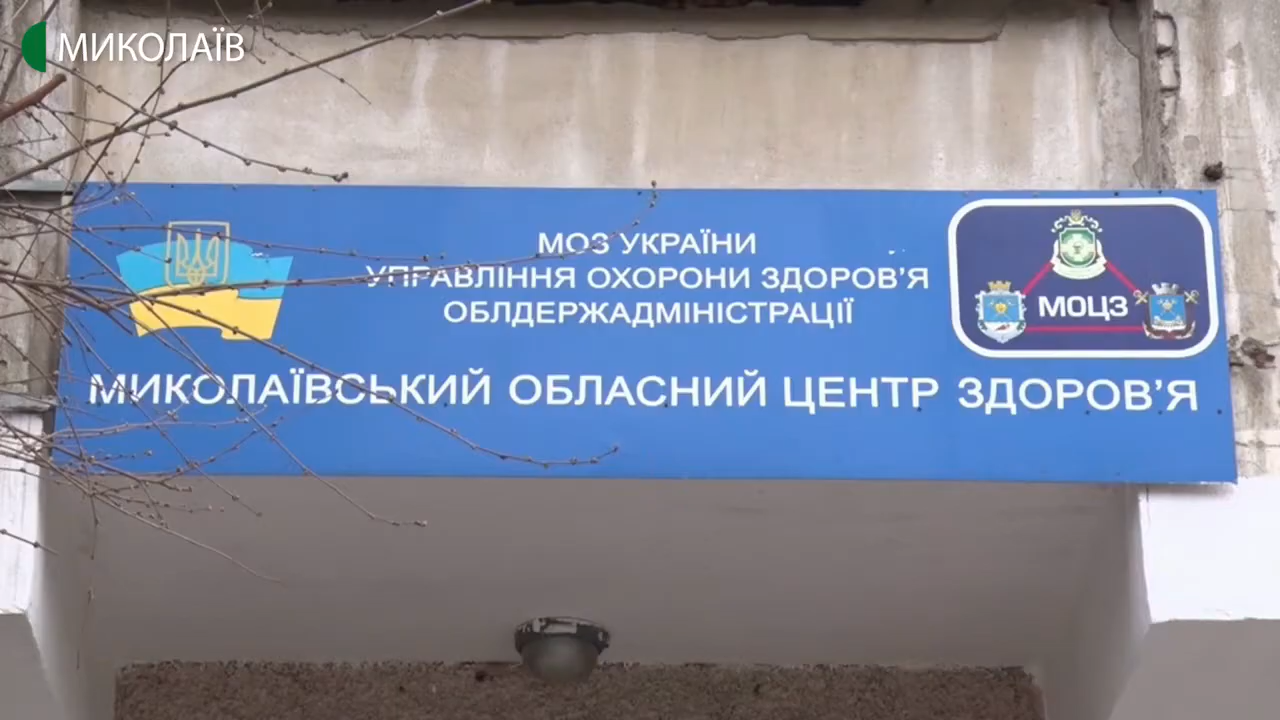 МИКОЛАЇВ
МОЗ УКРАЇНИ
УПРАВЛІННЯ ОХОРОНИ ЗДОРОВ'Я
ОБЛДЕРЖАДМІНІСТРАЦІЇ
МОЦЗ
МИКОЛАЇВСЬКИЙ ОБЛАСНИЙ ЦЕНТР ЗДОРОВ'Я